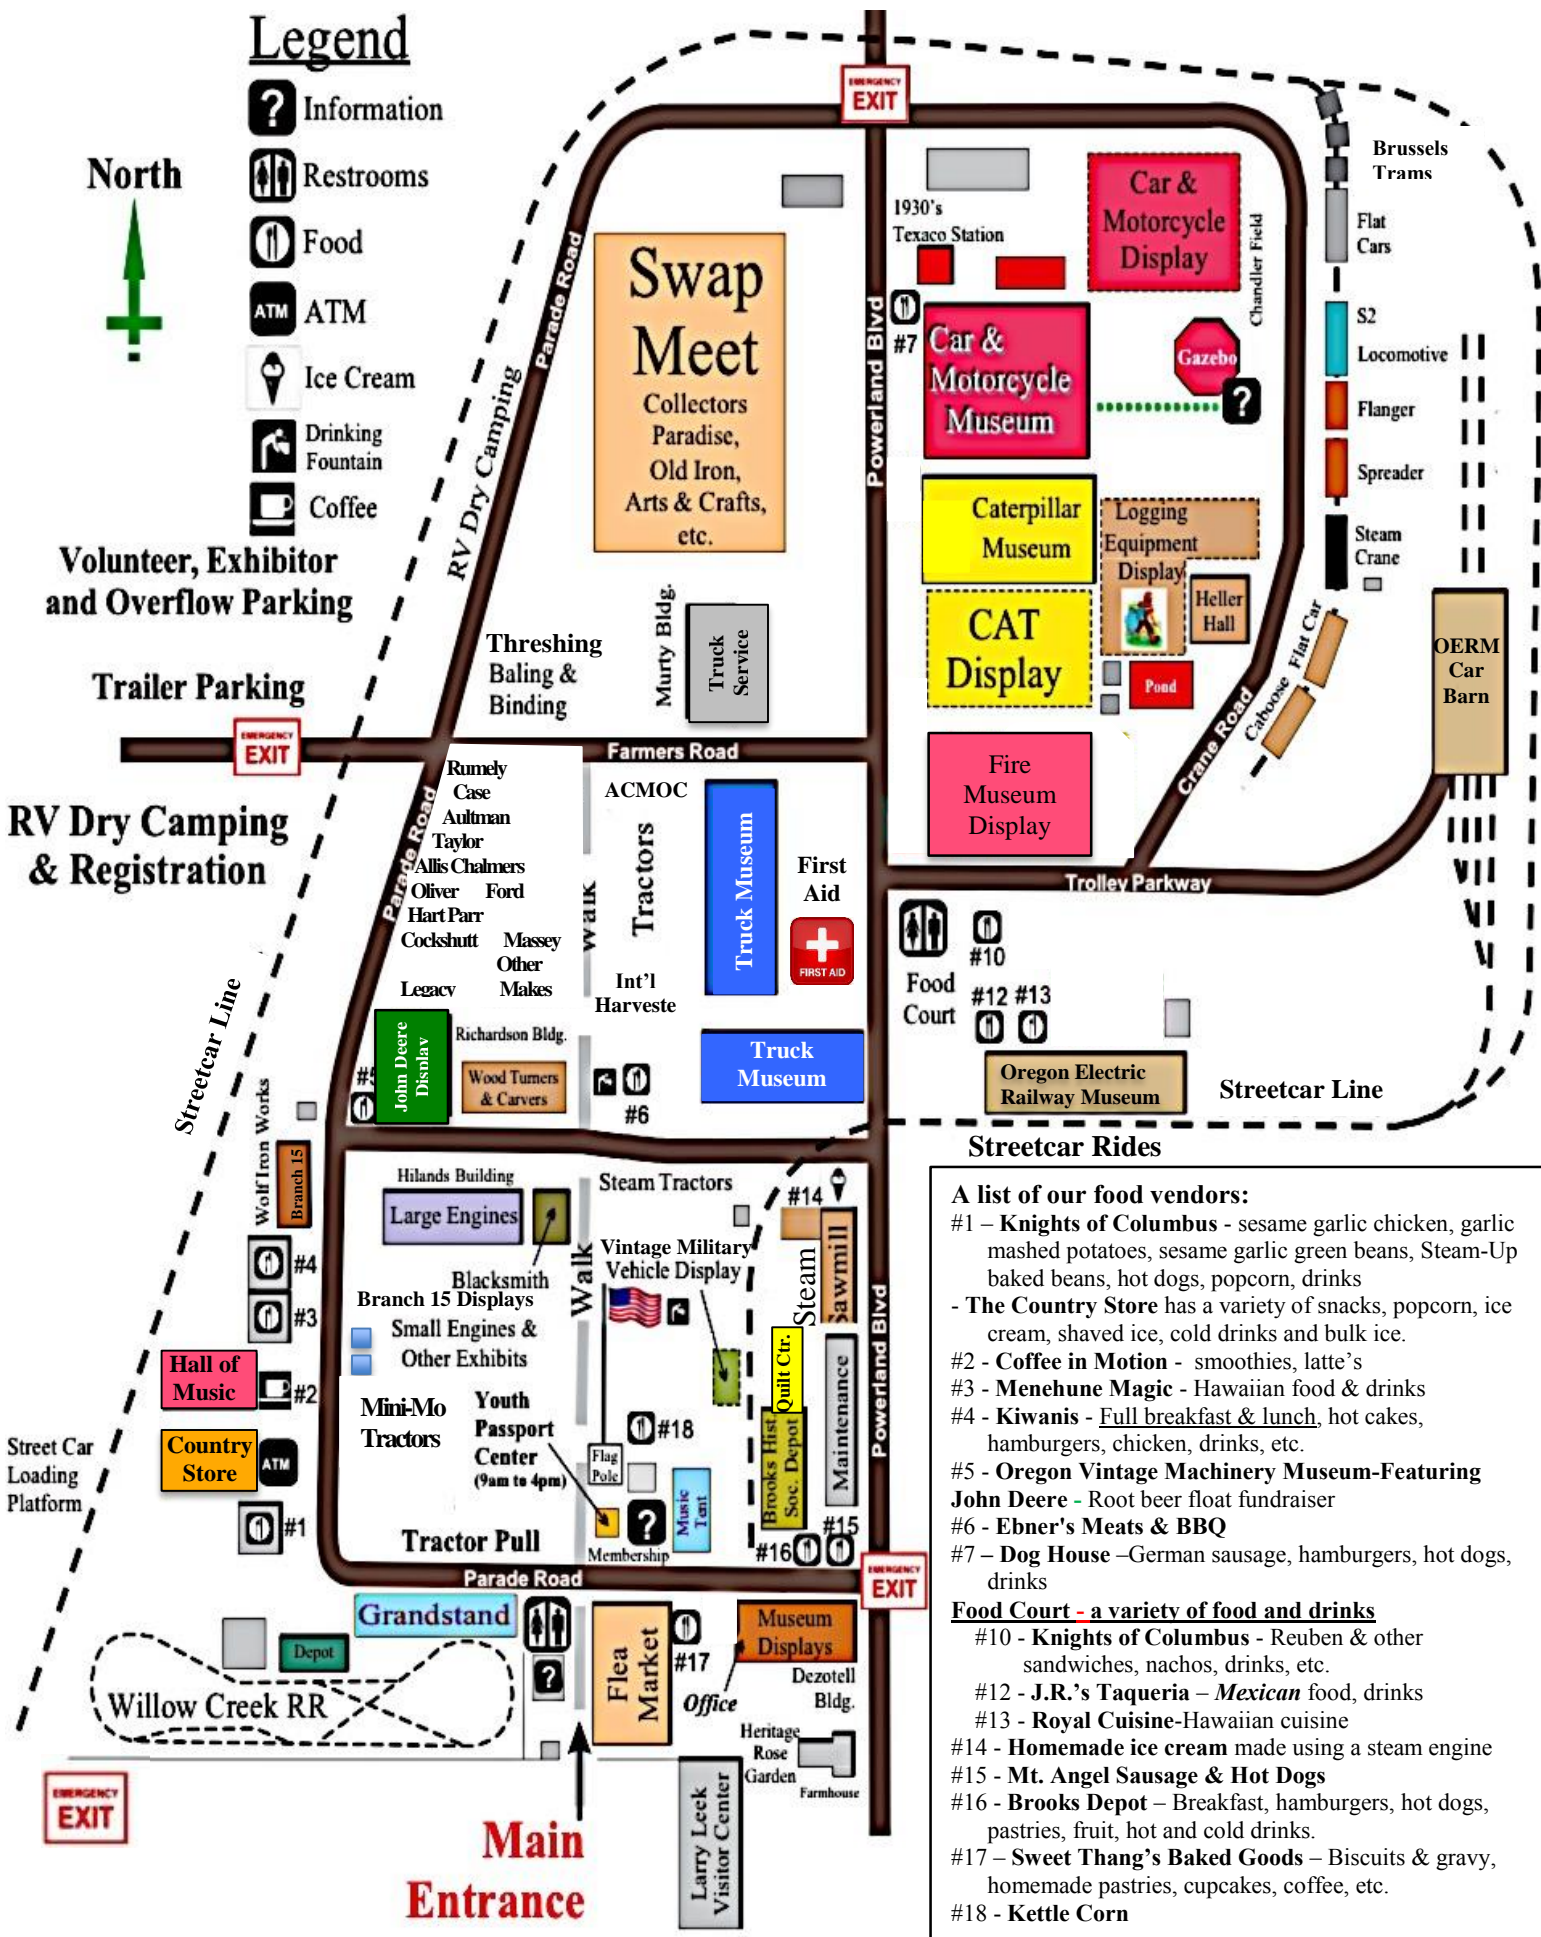 Legend
Information
Restrooms
Food
ATM ATM
Ice Cream
Drinking
Fountain
Coffee
North
Volunteer, Exhibitor
and Overflow Parking
Trailer Parking
EMERGENCY
EXIT
RV Dry Camping
& Registration
Streetcar Line
RV Dry Camping
Parade Road
EMERGENCY
EXIT
Swap
Meet
Collectors
Paradise,
Old Iron,
Arts & Crafts,
etc.
Powerland Blvd
1930's
Texaco Station
Car &
Motorcycle
Display
Chandler Field
#7
Car &
Motorcycle
Museum
Gazebo
Caterpillar
Museum
Logging
Equipment
Display
Heller
Hall
CAT
Display
Pond
Fire
Museum
Display
Crane Road
Brussels
Trams
Flat
Cars
S2
Locomotive
Flanger
Spreader
Steam
Crane
Flat Car
Caboose
OERM
Car
Barn
Threshing
Baling &
Binding
Murty Bldg.
Truck
Service
Farmers Road
Parade Road
Rumely
Case
Aultman
Taylor
Allis Chalmers
Oliver Ford
Hart Parr
Cockshutt Massey
Other
Legacy Makes
Walk
ACMOC
Tractors
Int'l
Harveste
Truck Museum
First
Aid
FIRST AID
Trolley Parkway
Food
Court
#10
#12 #13
Oregon Electric
Railway Museum
Streetcar Line
Streetcar Rides
#5
John Deere
Display
Richardson Bldg.
Wood Turners
& Carvers
#6
Truck
Museum
Wolf Iron Works
Branch 15
#4
#3
Hall of
Music
#2
Country
Store
ATM
#1
Street Car
Loading
Platform
Hilands Building
Large Engines
Blacksmith
Branch 15 Displays
Small Engines &
Other Exhibits
Mini-Mo
Tractors
Walk
Steam Tractors
Vintage Military
Vehicle Display
Youth
Passport
Center
(9am to 4pm)
Flag
Pole
#18
Membership
Music
Tent
Tractor Pull
#14
Steam
Sawmill
Quilt Ctr.
Brooks Hist.
Soc. Depot
Maintenance
Powerland Blvd
#15
#16
Parade Road
EMERGENCY
EXIT
Grandstand
Depot
Willow Creek RR
Flea
Market
#17
Museum
Displays
Office
Dezotell
Bldg.
Heritage
Rose
Garden
Farmhouse
Larry Leek
Visitor Center
EMERGENCY
EXIT
Main
Entrance
A list of our food vendors:
#1 – Knights of Columbus - sesame garlic chicken, garlic
mashed potatoes, sesame garlic green beans, Steam-Up
baked beans, hot dogs, popcorn, drinks
- The Country Store has a variety of snacks, popcorn, ice
cream, shaved ice, cold drinks and bulk ice.
#2 - Coffee in Motion - smoothies, latte's
#3 - Menehune Magic - Hawaiian food & drinks
#4 - Kiwanis - Full breakfast & lunch, hot cakes,
hamburgers, chicken, drinks, etc.
#5 - Oregon Vintage Machinery Museum-Featuring
John Deere - Root beer float fundraiser
#6 - Ebner's Meats & BBQ
#7 – Dog House –German sausage, hamburgers, hot dogs,
drinks
Food Court - a variety of food and drinks
#10 - Knights of Columbus - Reuben & other
sandwiches, nachos, drinks, etc.
#12 - J.R.'s Taqueria – Mexican food, drinks
#13 - Royal Cuisine-Hawaiian cuisine
#14 - Homemade ice cream made using a steam engine
#15 - Mt. Angel Sausage & Hot Dogs
#16 - Brooks Depot – Breakfast, hamburgers, hot dogs,
pastries, fruit, hot and cold drinks.
#17 – Sweet Thang's Baked Goods – Biscuits & gravy,
homemade pastries, cupcakes, coffee, etc.
#18 - Kettle Corn